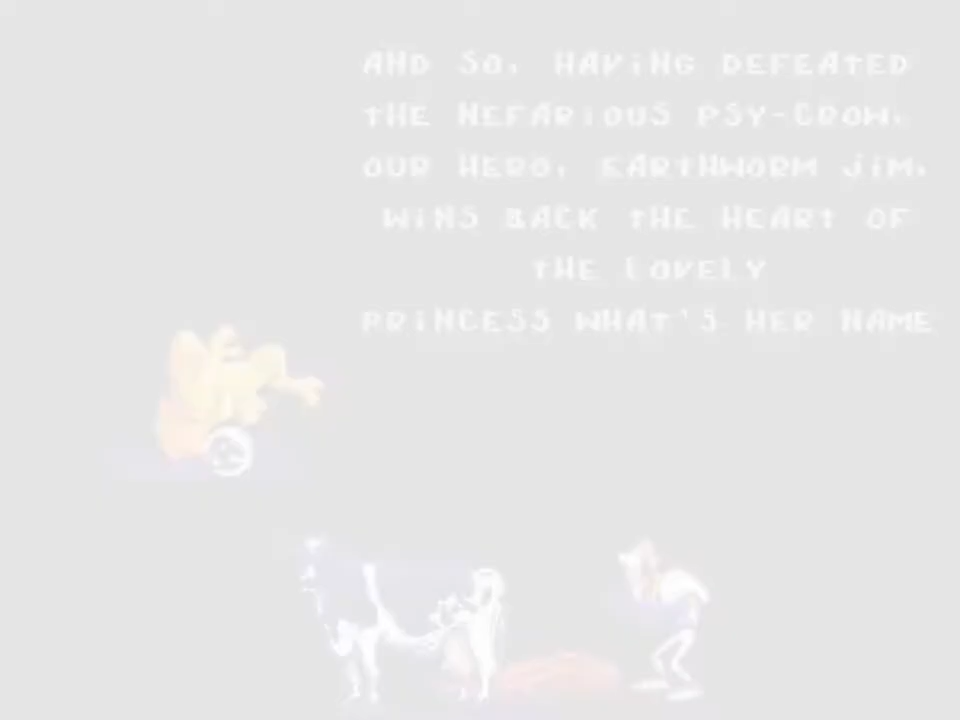 AND SO, HAViNG DEFEATED
tHE NEFARiOUS PSY-CROW,
OUR HERO, EARtHWORM JiM,
WiNS BACK tHE HEARt OF
tHE LOVELY
PRiNCESS WHAt'S HER NAME